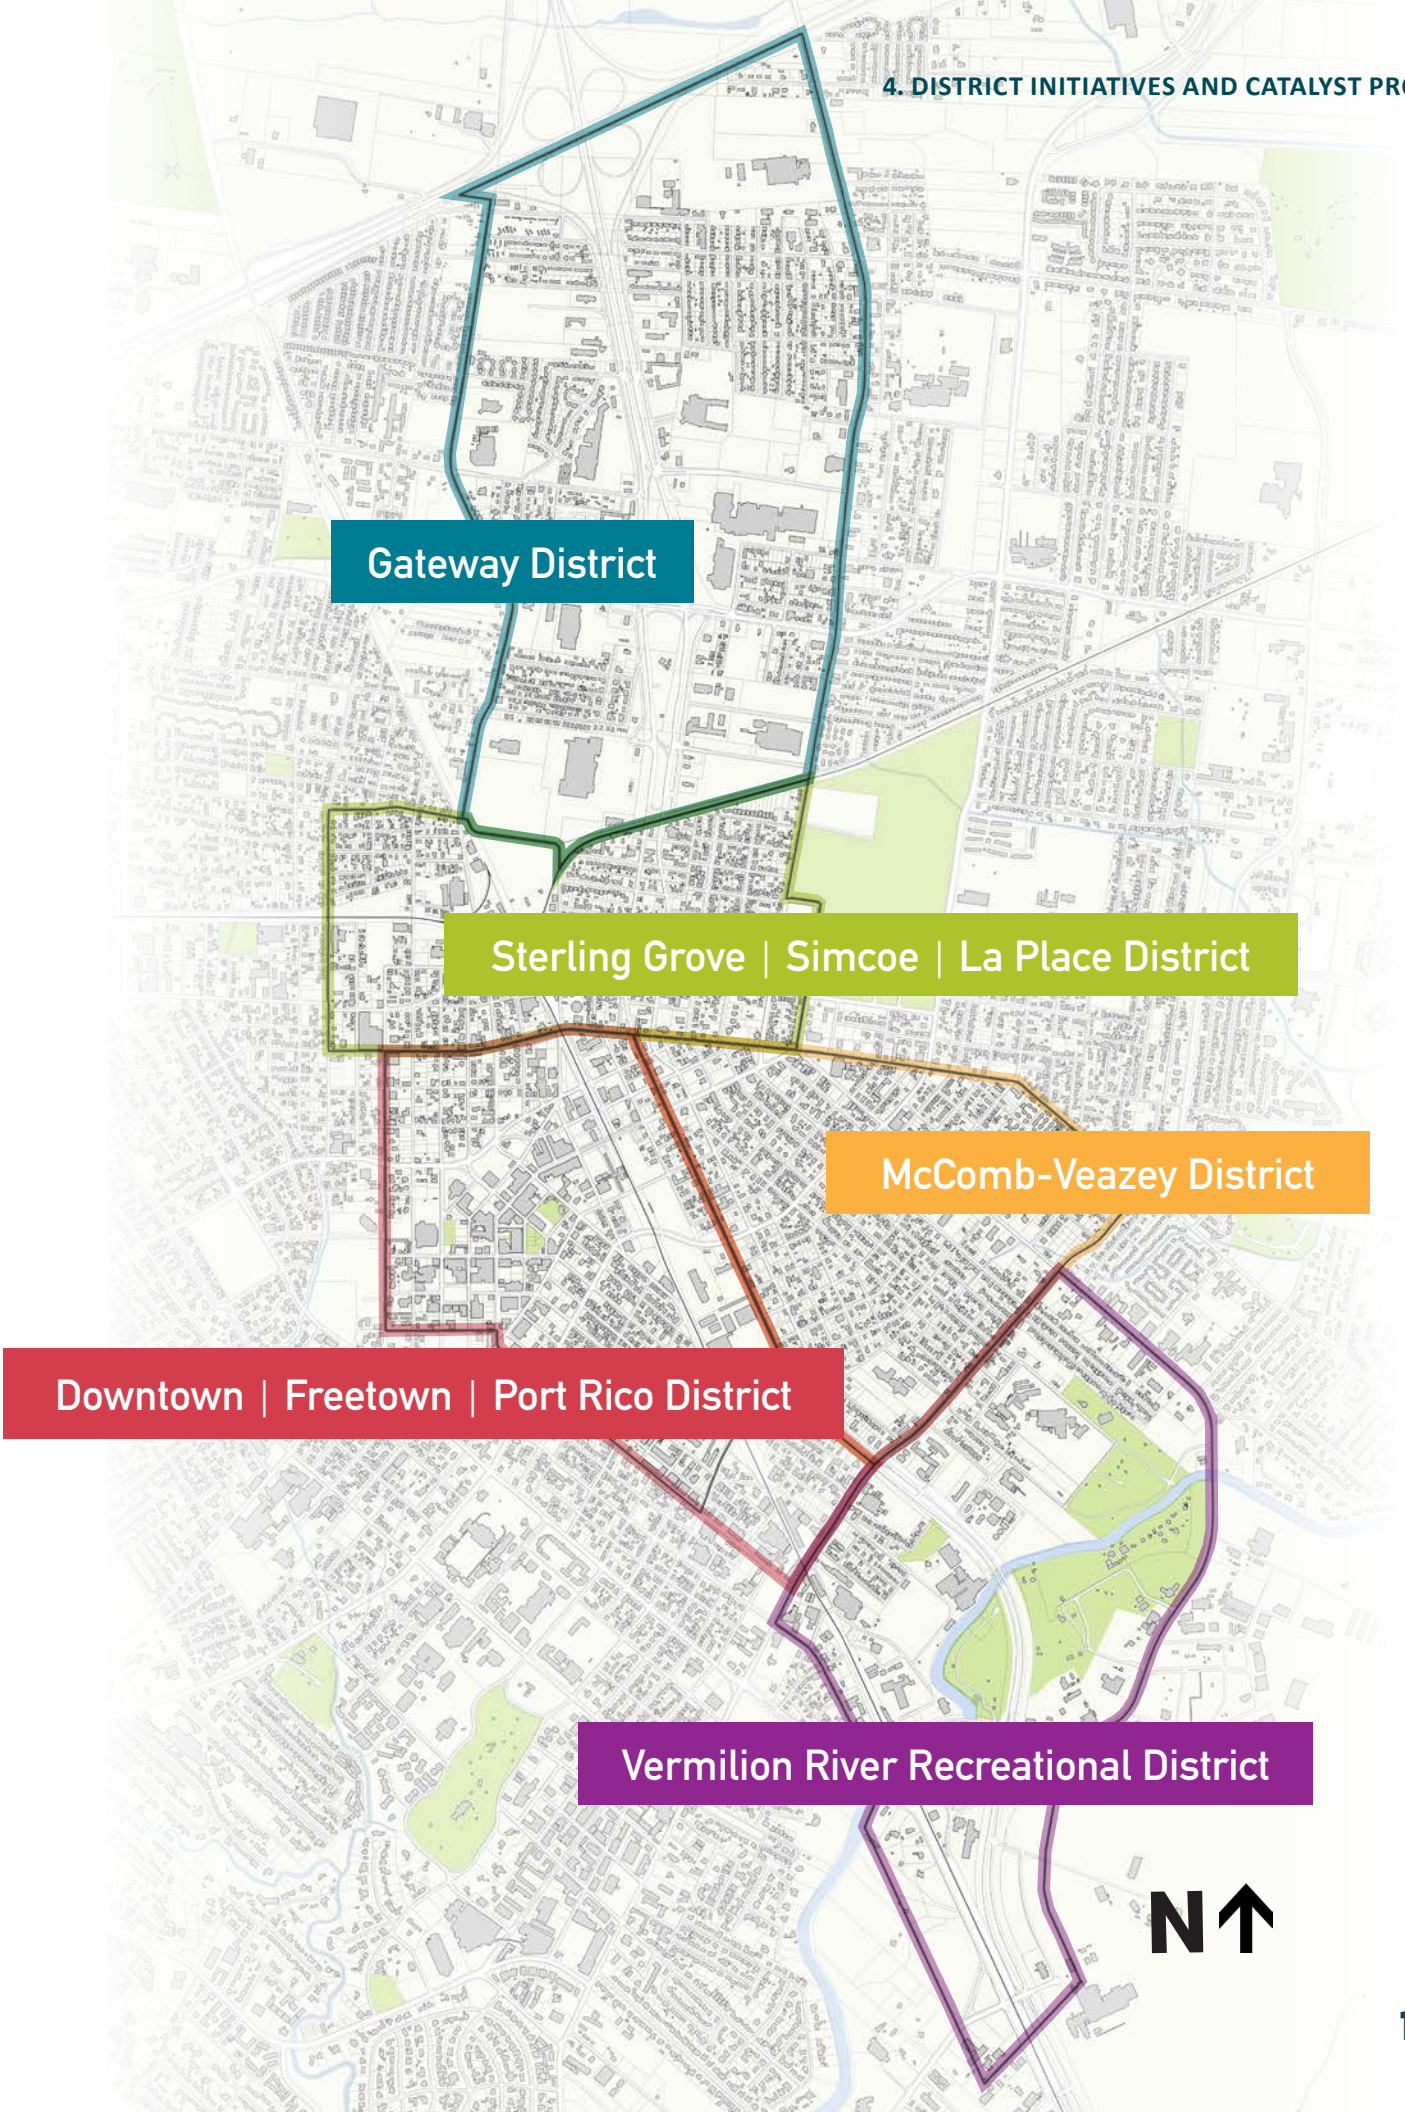 4. DISTRICT INITIATIVES AND CATALYST
Gateway District
Sterling Grove | Simcoe | La Place District
McComb-Veazey District
Downtown | Freetown | Port Rico District
Vermilion River Recreational District
N